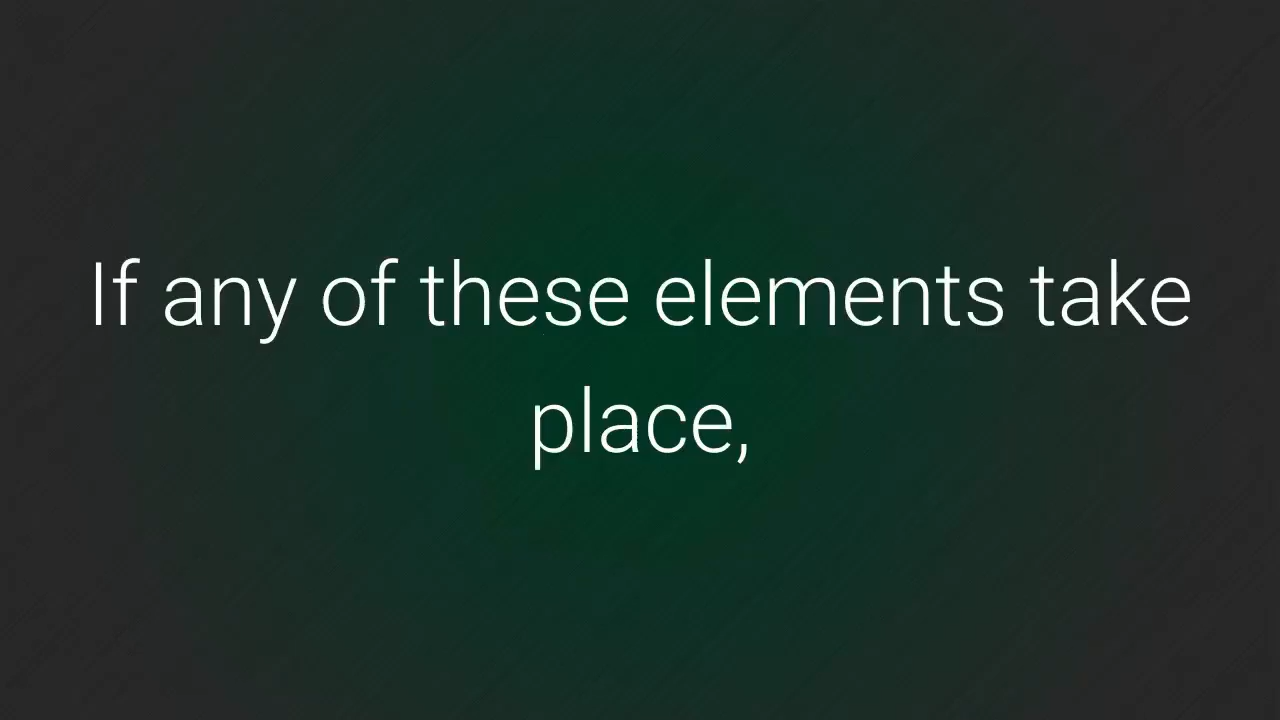 If any of these elements take
place,